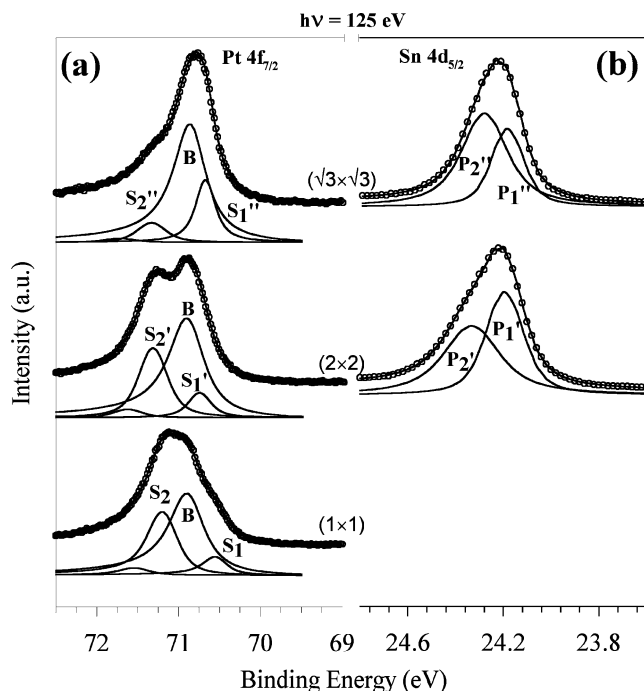 hν = 125 eV
(a) Pt 4f7/2
Sn 4d5/2 (b)
B
S2''
S1''
(√3×√3)
P2''
P1''
B
S2'
S1'
(2×2)
P1'
P2'
S2
B
S1
(1×1)
Intensity (a.u.)
72 71 70 69 24.6 24.2 23.8
Binding Energy (eV)